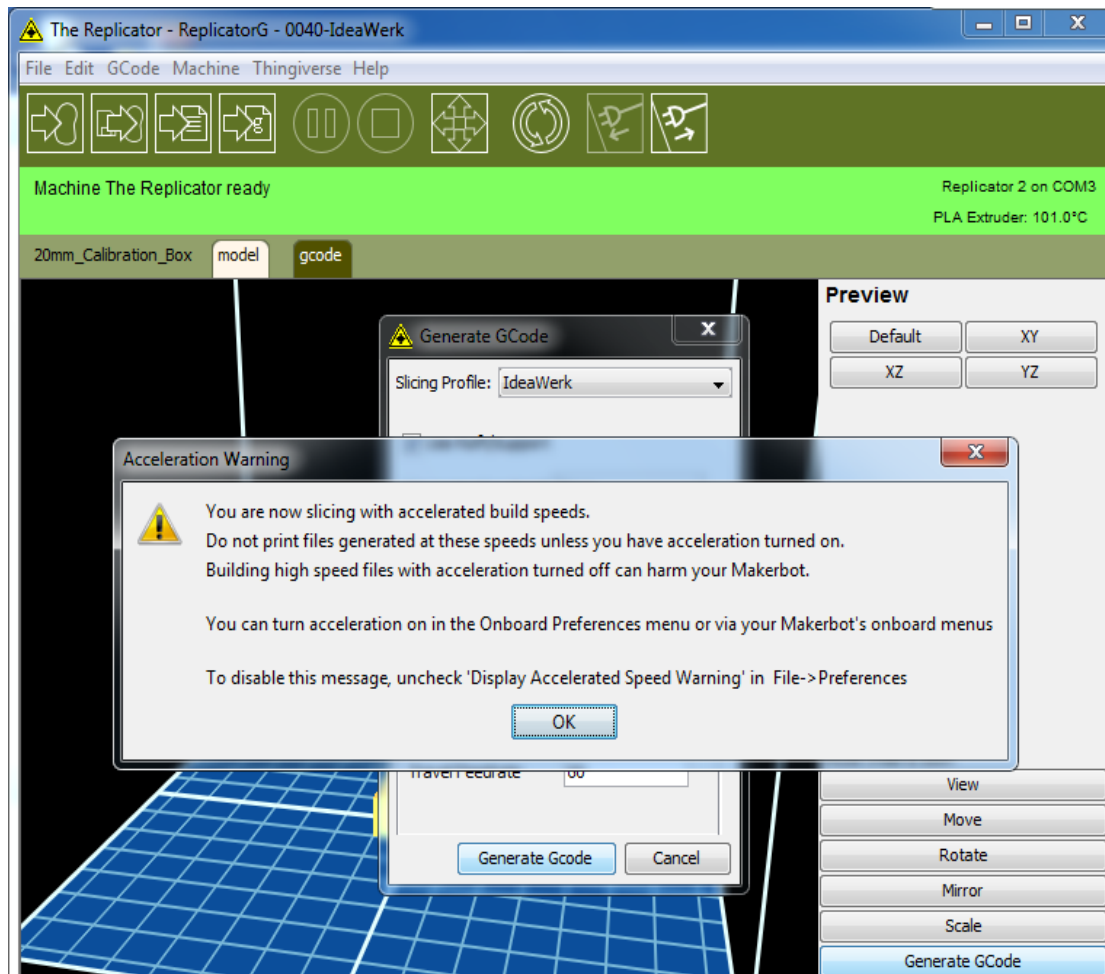 The Replicator - ReplicatorG - 0040-IdeaWerk
File Edit GCode Machine Thingiverse Help
Machine The Replicator ready
Replicator 2 on COM3
PLA Extruder: 101.0°C
20mm_Calibration_Box model gcode
Preview
Default XY
XZ YZ
Generate GCode
Slicing Profile: IdeaWerk
Acceleration Warning
You are now slicing with accelerated build speeds.
Do not print files generated at these speeds unless you have acceleration turned on.
Building high speed files with acceleration turned off can harm your Makerbot.
You can turn acceleration on in the Onboard Preferences menu or via your Makerbot's onboard menus
To disable this message, uncheck 'Display Accelerated Speed Warning' in File->Preferences
OK
Travel Feedrate
Generate Gcode Cancel
View
Move
Rotate
Mirror
Scale
Generate GCode